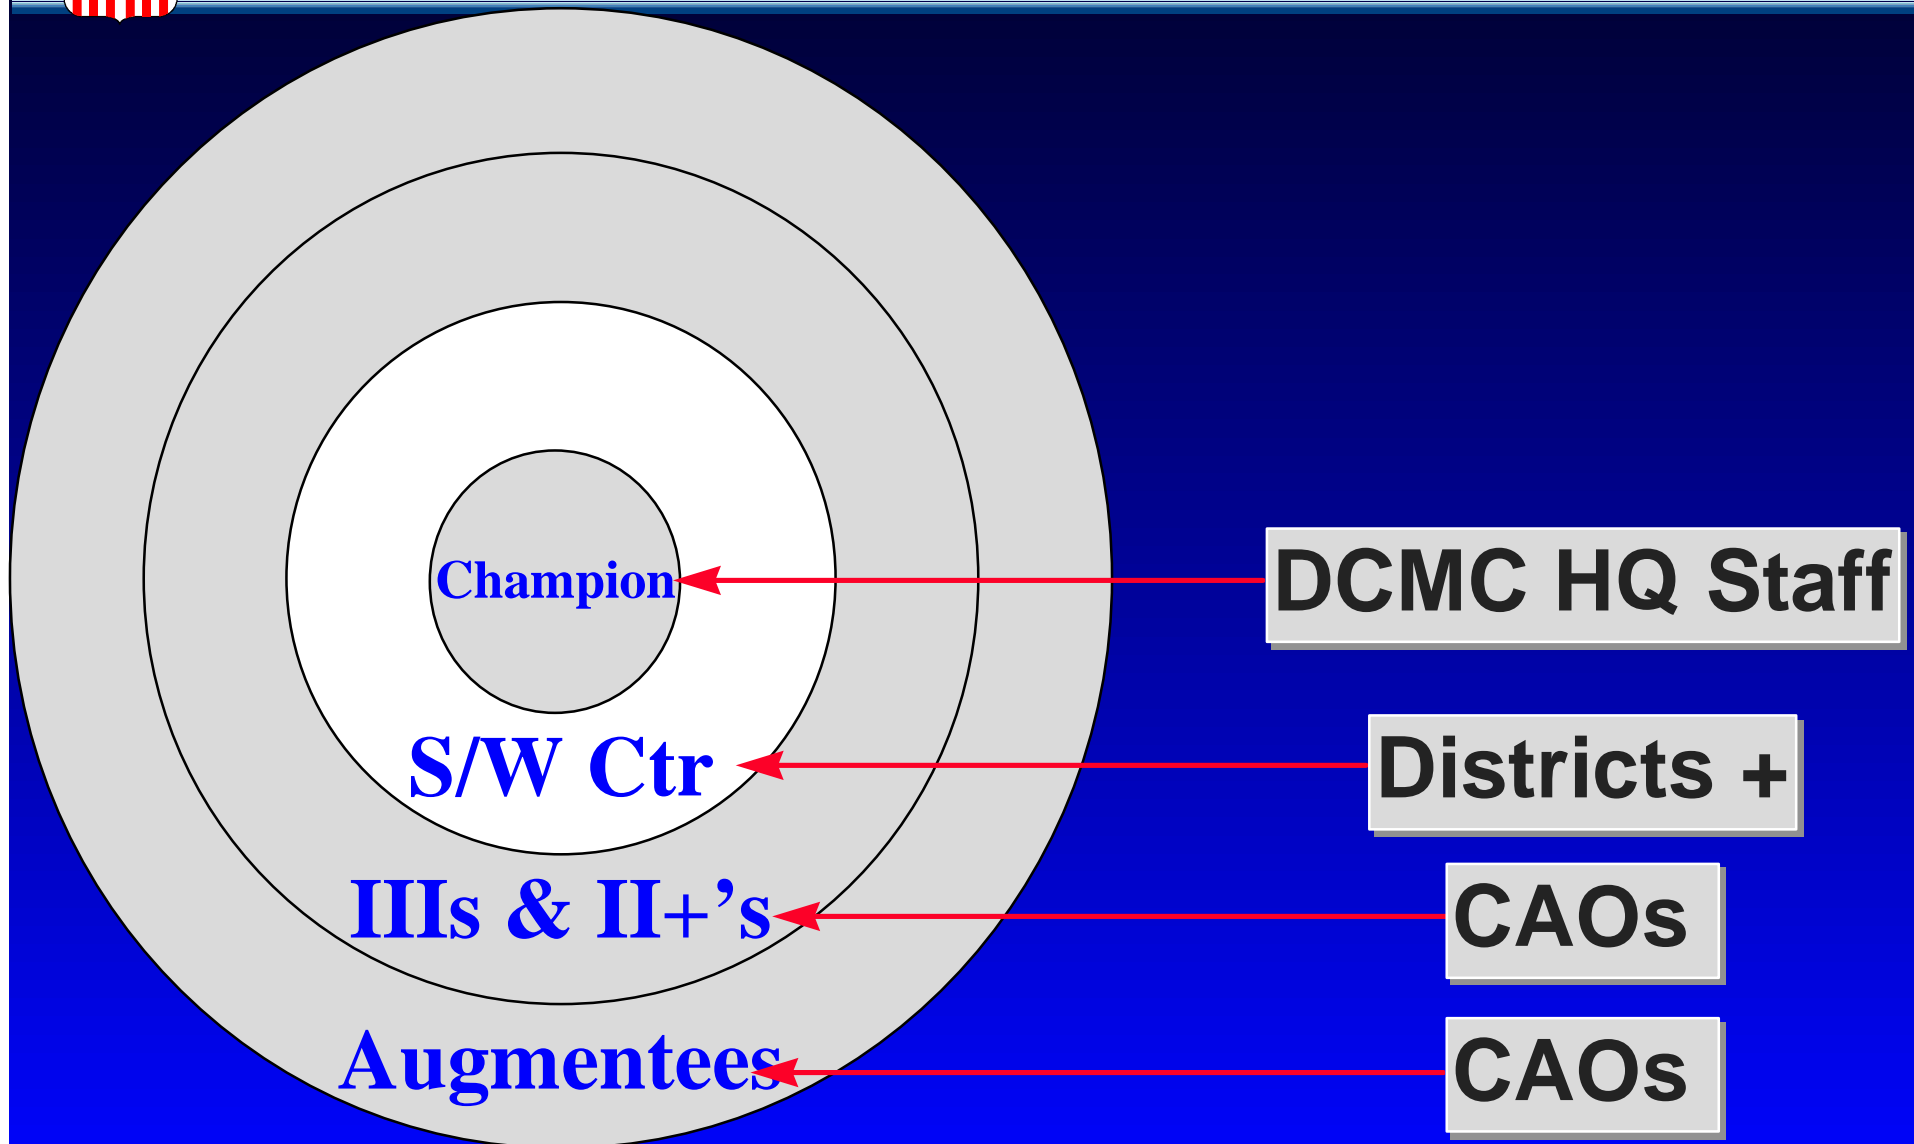 Champion
DCMC HQ Staff
S/W Ctr
Districts +
IIIs & II+’s
CAOs
Augmentees
CAOs